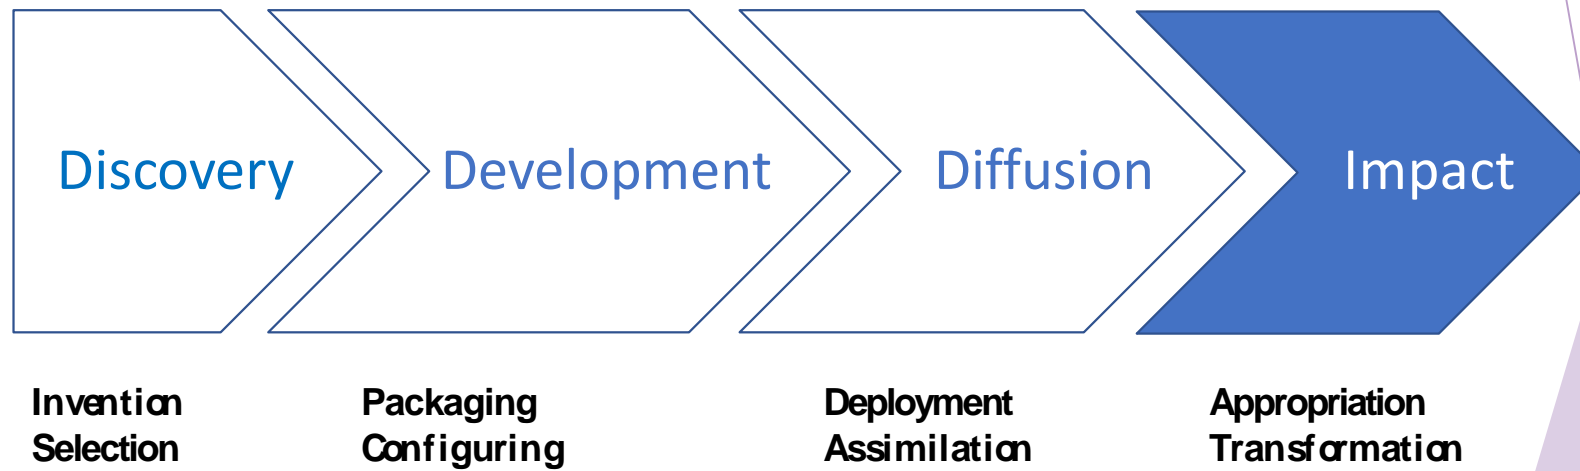 Discovery
Development
Diffusion
Impact
Invention
Selection
Packaging
Configuring
Deployment
Assimilation
Appropriation
Transformation